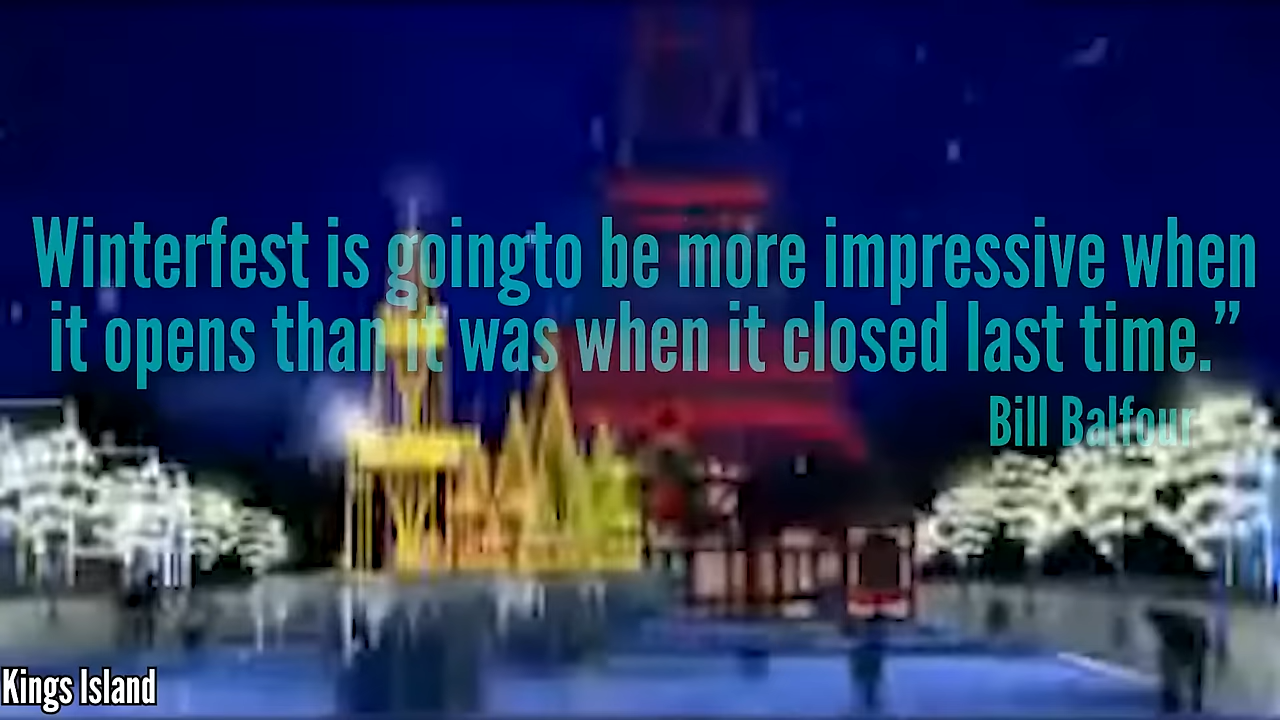 Winterfest is goingto be more impressive when
it opens than it was when it closed last time.”
Bill Balfour
Kings Island